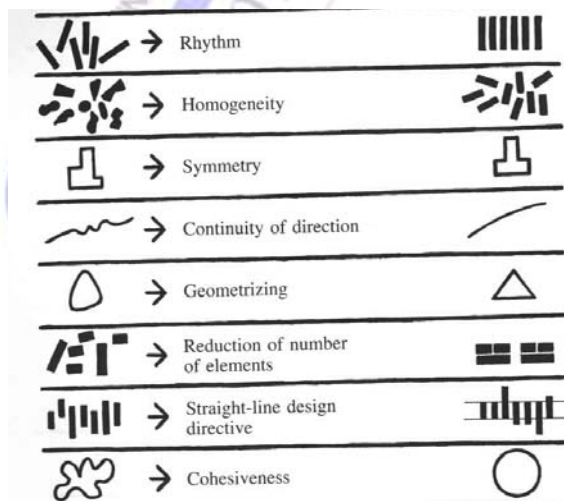 Rhythm
Homogeneity
Symmetry
Continuity of direction
Geometrizing
Reduction of number
of elements
Straight-line design
directive
Cohesiveness